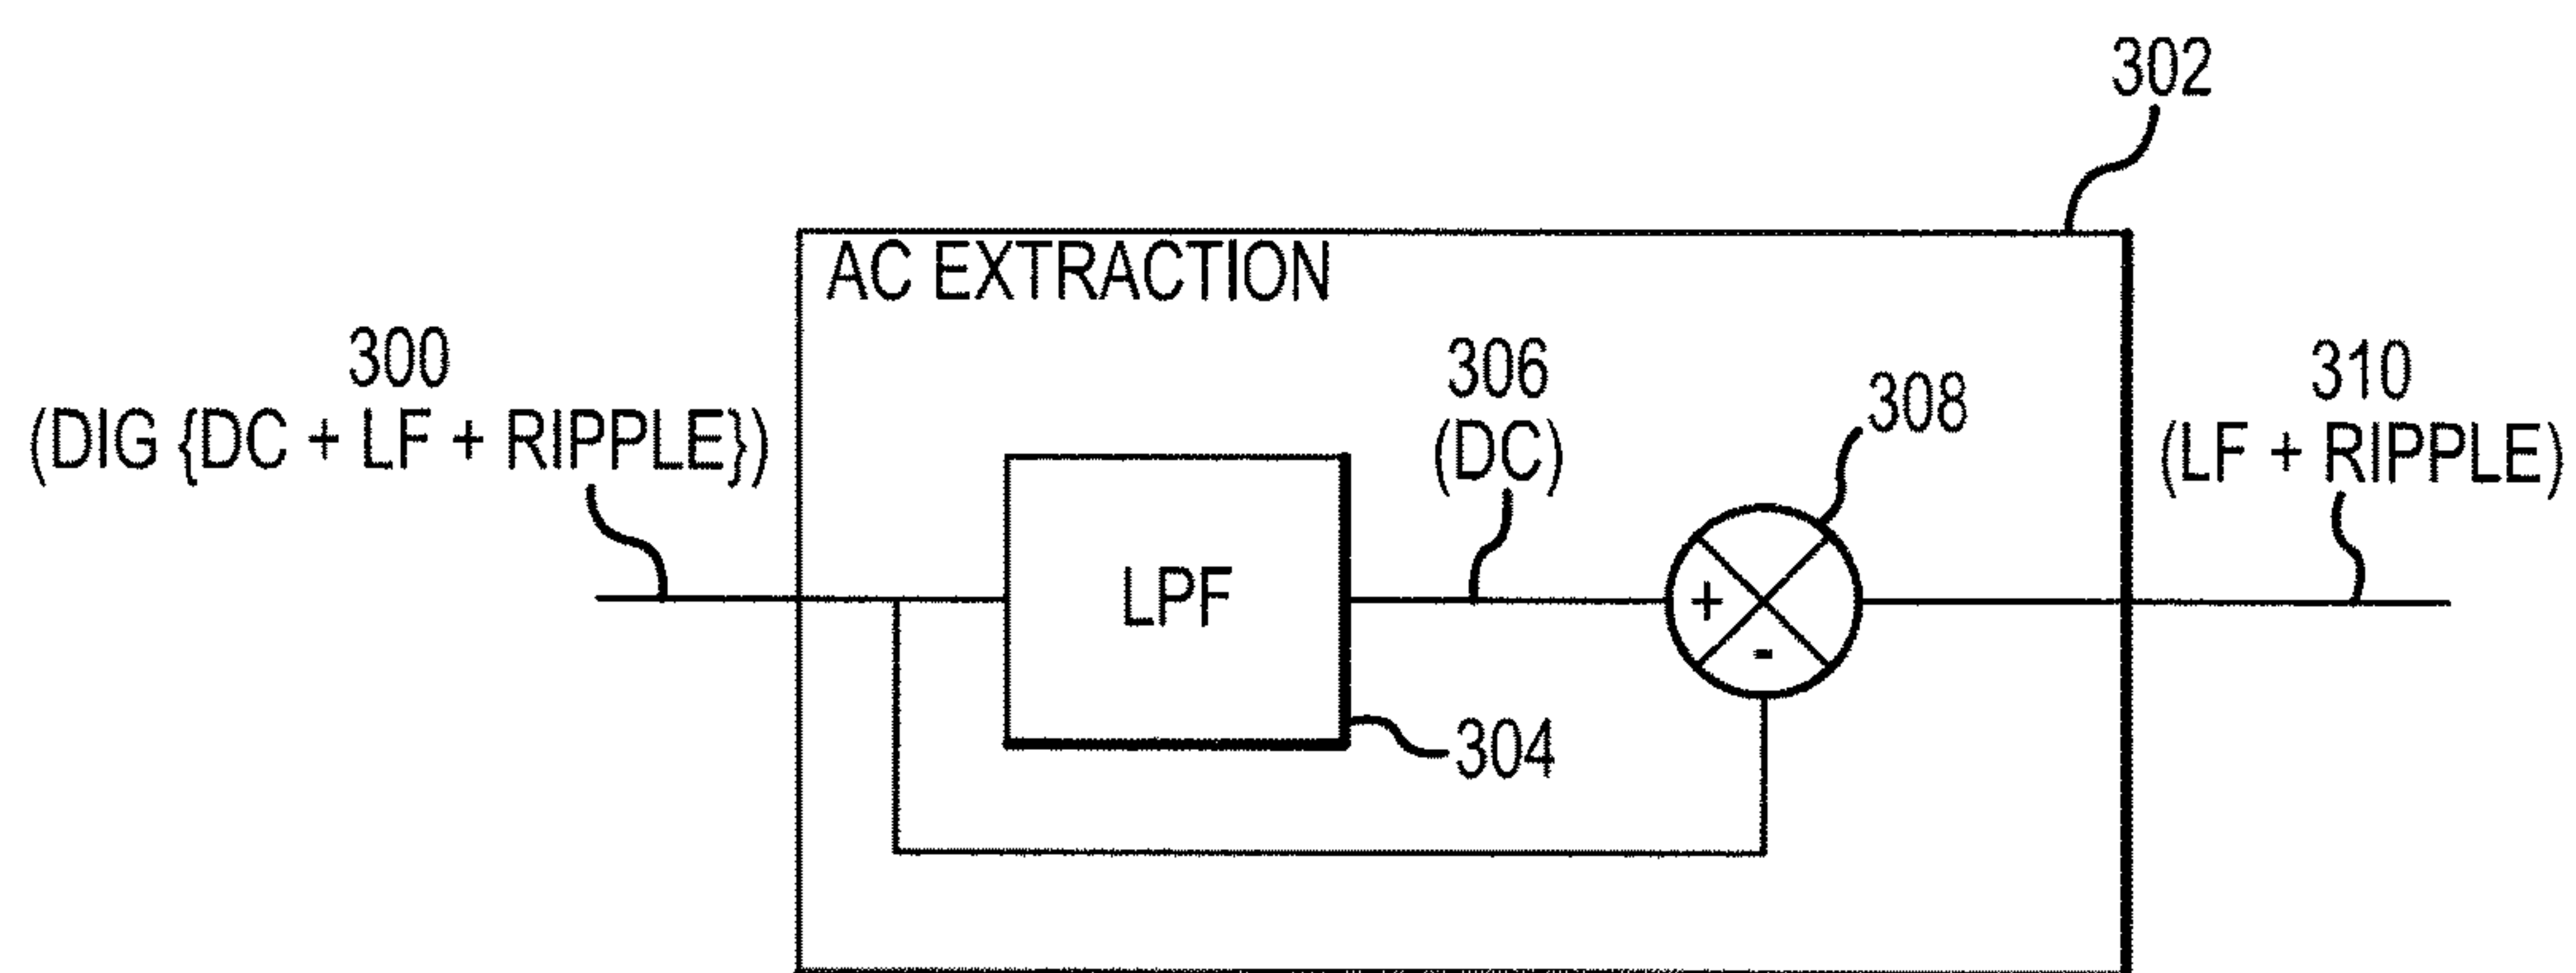 302
AC EXTRACTION
300
(DIG {DC + LF + RIPPLE})
306
(DC)
308
310
(LF + RIPPLE)
LPF
+
-
304